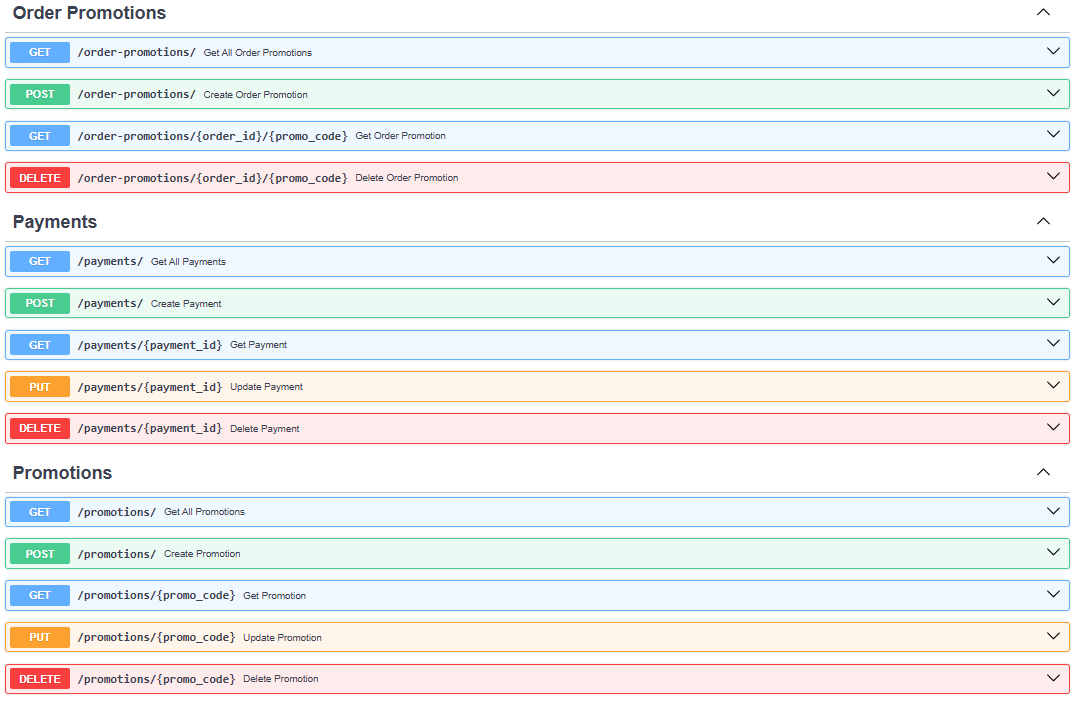 Order Promotions
GET /order-promotions/ Get All Order Promotions
POST /order-promotions/ Create Order Promotion
GET /order-promotions/{order_id}/{promo_code} Get Order Promotion
DELETE /order-promotions/{order_id}/{promo_code} Delete Order Promotion
Payments
GET /payments/ Get All Payments
POST /payments/ Create Payment
GET /payments/{payment_id} Get Payment
PUT /payments/{payment_id} Update Payment
DELETE /payments/{payment_id} Delete Payment
Promotions
GET /promotions/ Get All Promotions
POST /promotions/ Create Promotion
GET /promotions/{promo_code} Get Promotion
PUT /promotions/{promo_code} Update Promotion
DELETE /promotions/{promo_code} Delete Promotion